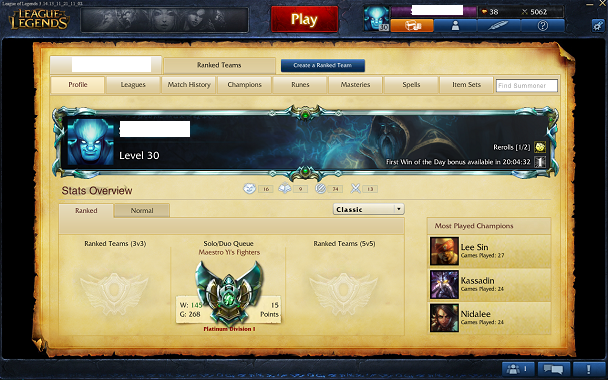 League of Legends 3.14.13_11_21_11_02
LEAGUE OF LEGENDS
Play
30
38
5062
Ranked Teams
Create a Ranked Team
Profile
Leagues
Match History
Champions
Runes
Masteries
Spells
Item Sets
Find Summoner
Level 30
Rerolls [1/2]
First Win of the Day bonus available in 20:04:32
Stats Overview
16
9
24
13
Ranked
Normal
Classic
Ranked Teams (3v3)
Solo/Duo Queue
Maestro Yi's Fighters
Ranked Teams (5v5)
W: 145
G: 268
15
Points
Platinum Division I
Most Played Champions
Lee Sin
Games Played: 27
Kassadin
Games Played: 24
Nidalee
Games Played: 24
1